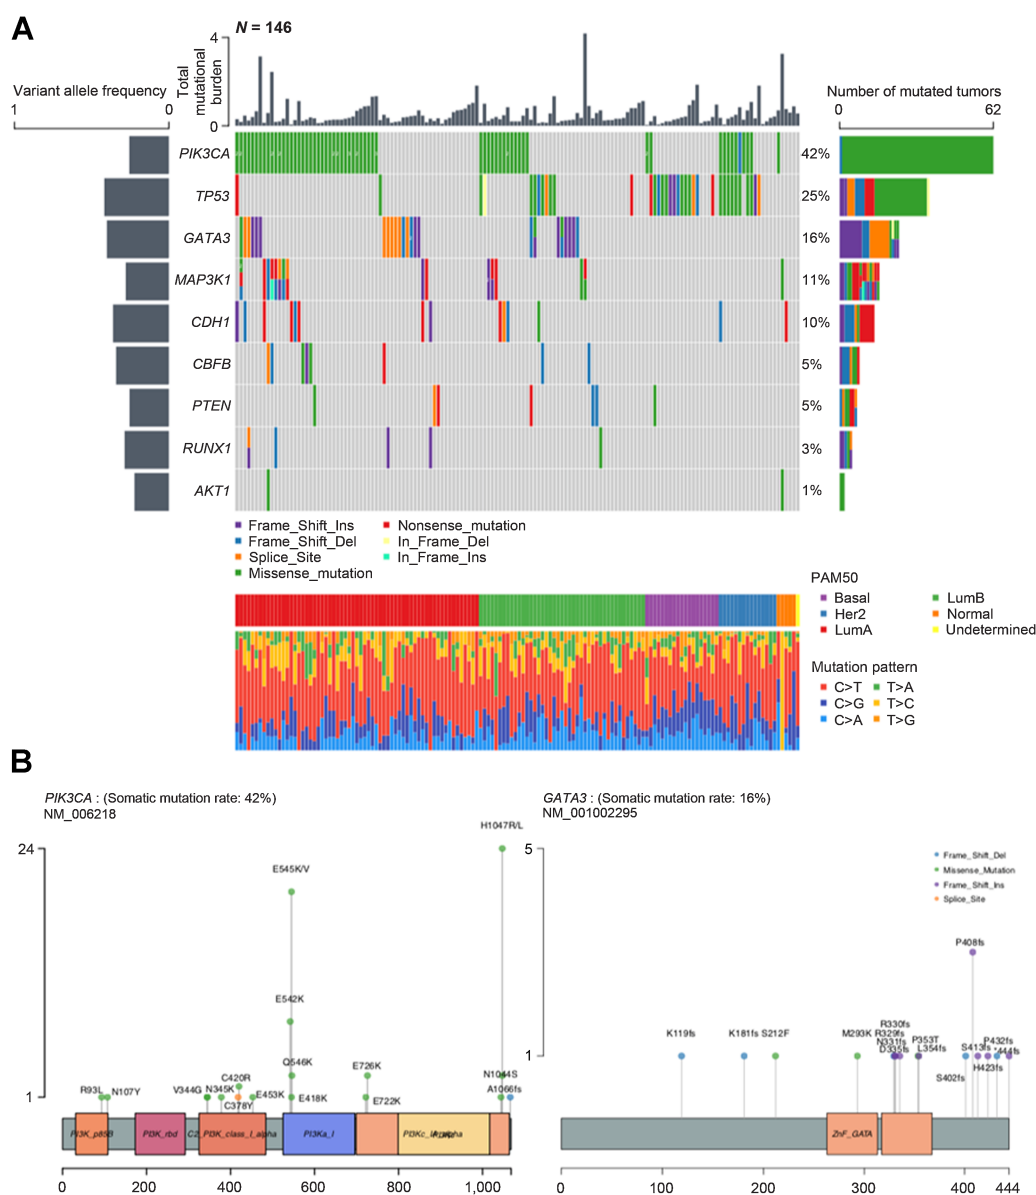 A
N = 146
Variant allele frequency
1
0
Total mutational burden
4
0
Number of mutated tumors
0
62
PIK3CA
42%
TP53
25%
GATA3
16%
MAP3K1
11%
CDH1
10%
CBFB
5%
PTEN
5%
RUNX1
3%
AKT1
1%
Frame_Shift_Ins
Nonsense_mutation
Frame_Shift_Del
In_Frame_Del
Splice_Site
In_Frame_Ins
Missense_mutation
PAM50
Basal
LumB
Her2
Normal
LumA
Undetermined
Mutation pattern
C>T
T>A
C>G
T>C
C>A
T>G
B
PIK3CA : (Somatic mutation rate: 42%)
NM_006218
24
1
H1047R/L
E545K/V
E542K
Q546K
E726K
N1044S
C420R
R93L
N107Y
V344G
N345K
C378Y
E453K
E418K
E722K
A1066fs
PI3K_p85B
PI3K_rbd
C2_PI3K_class_I_alpha
PI3Ka_I
0
200
400
600
800
1,000
GATA3 : (Somatic mutation rate: 16%)
NM_001002295
5
1
Frame_Shift_Del
Missense_Mutation
Frame_Shift_Ins
Splice_Site
P408fs
K119fs
K181fs
S212F
M293K
R330fs
R329fs
N331fs
D335fs
P353T
L354fs
S402fs
S413fs
H423fs
P432fs
ZnF_GATA
0
100
200
300
400
444